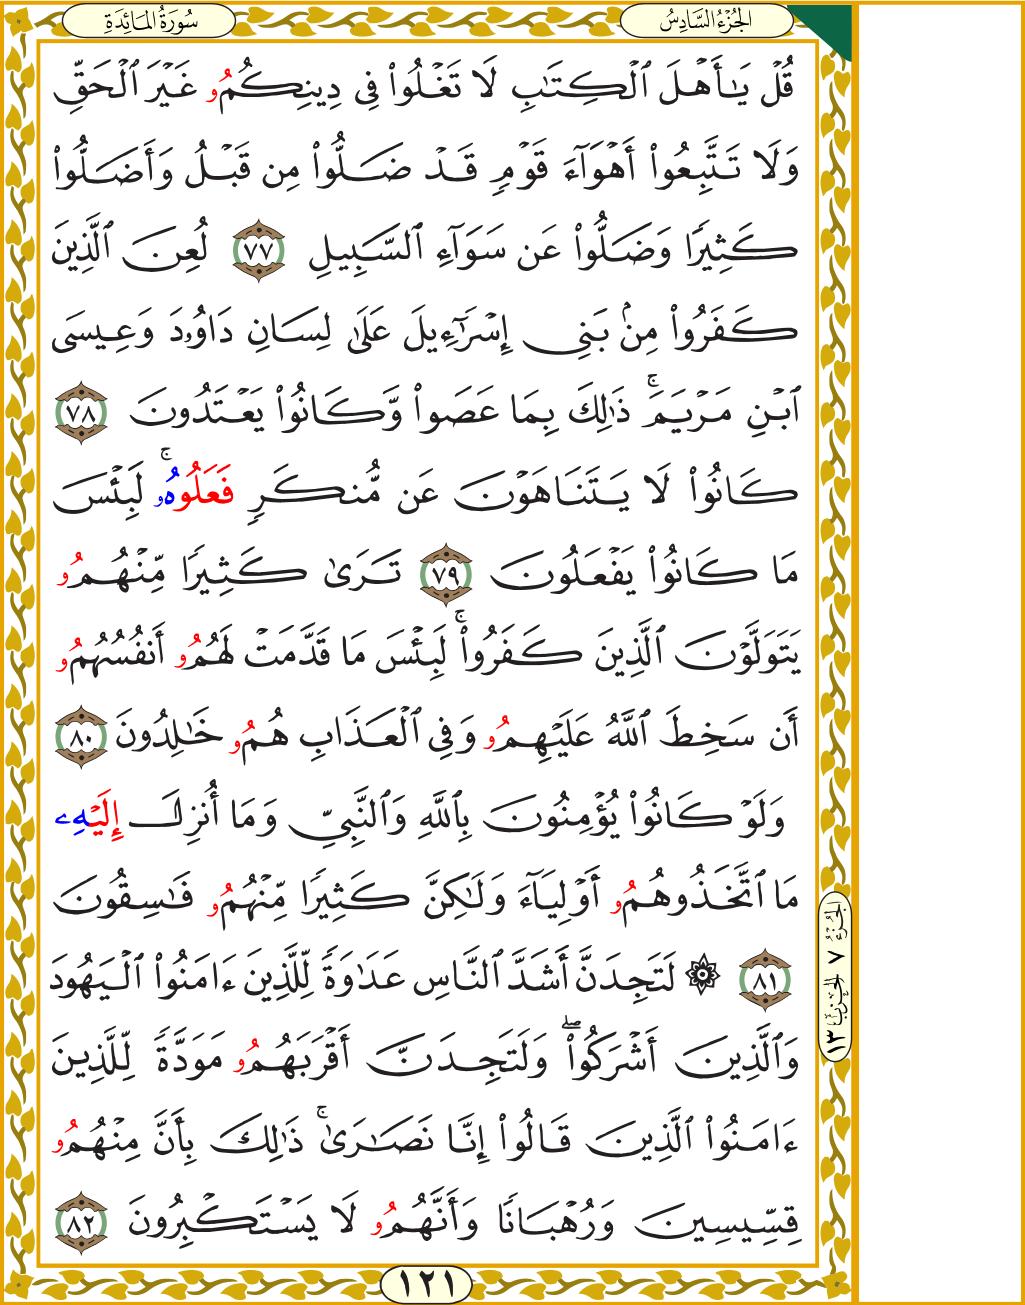 الجُزْءُ السَّادِسُ
سُورَةُ المَائِدَةِ
قُلْ يَـٰٓأَهْلَ ٱلْكِتَـٰبِ لَا تَغْلُوا۟ فِى دِينِكُمُۥ غَيْرَ ٱلْحَقِّ
وَلَا تَتَّبِعُوٓا۟ أَهْوَآءَ قَوْمٍ قَدْ ضَلُّوا۟ مِن قَبْلُ وَأَضَلُّوا۟
كَثِيرًا وَضَلُّوا۟ عَن سَوَآءِ ٱلسَّبِيلِ ٧٧ لُعِنَ ٱلَّذِينَ
كَفَرُوا۟ مِنۢ بَنِىٓ إِسْرَٰٓءِيلَ عَلَىٰ لِسَانِ دَاوُۥدَ وَعِيسَى
ٱبْنِ مَرْيَمَ ۚ ذَٰلِكَ بِمَا عَصَوا۟ وَّكَانُوا۟ يَعْتَدُونَ ٧٨
كَانُوا۟ لَا يَتَنَاهَوْنَ عَن مُّنكَرٍ فَعَلُوهُۥ ۚ لَبِئْسَ
مَا كَانُوا۟ يَفْعَلُونَ ٧٩ تَرَىٰ كَثِيرًا مِّنْهُمُۥ
يَتَوَلَّوْنَ ٱلَّذِينَ كَفَرُوا۟ ۚ لَبِئْسَ مَا قَدَّمَتْ لَهُمُۥٓ أَنفُسُهُمُۥٓ
أَن سَخِطَ ٱللَّهُ عَلَيْهِمُۥ وَفِى ٱلْعَذَابِ هُمُۥ خَـٰلِدُونَ ٨٠
وَلَوْ كَانُوا۟ يُؤْمِنُونَ بِٱللَّهِ وَٱلنَّبِىِّ وَمَآ أُنزِلَ إِلَيْهِۦ
مَا ٱتَّخَذُوهُمُۥٓ أَوْلِيَآءَ وَلَـٰكِنَّ كَثِيرًا مِّنْهُمُۥ فَـٰسِقُونَ
٨١ ۞ لَتَجِدَنَّ أَشَدَّ ٱلنَّاسِ عَدَٰوَةً لِّلَّذِينَ ءَامَنُوا۟ ٱلْيَهُودَ
وَٱلَّذِينَ أَشْرَكُوا۟ ۖ وَلَتَجِدَنَّ أَقْرَبَهُمُۥ مَوَدَّةً لِّلَّذِينَ
ءَامَنُوا۟ ٱلَّذِينَ قَالُوٓا۟ إِنَّا نَصَـٰرَىٰ ۚ ذَٰلِكَ بِأَنَّ مِنْهُمُۥ
قِسِّيسِينَ وَرُهْبَانًا وَأَنَّهُمُۥ لَا يَسْتَكْبِرُونَ ٨٢
الجُزْءُ ٧ الحِزْبُ ١٣
١٢١